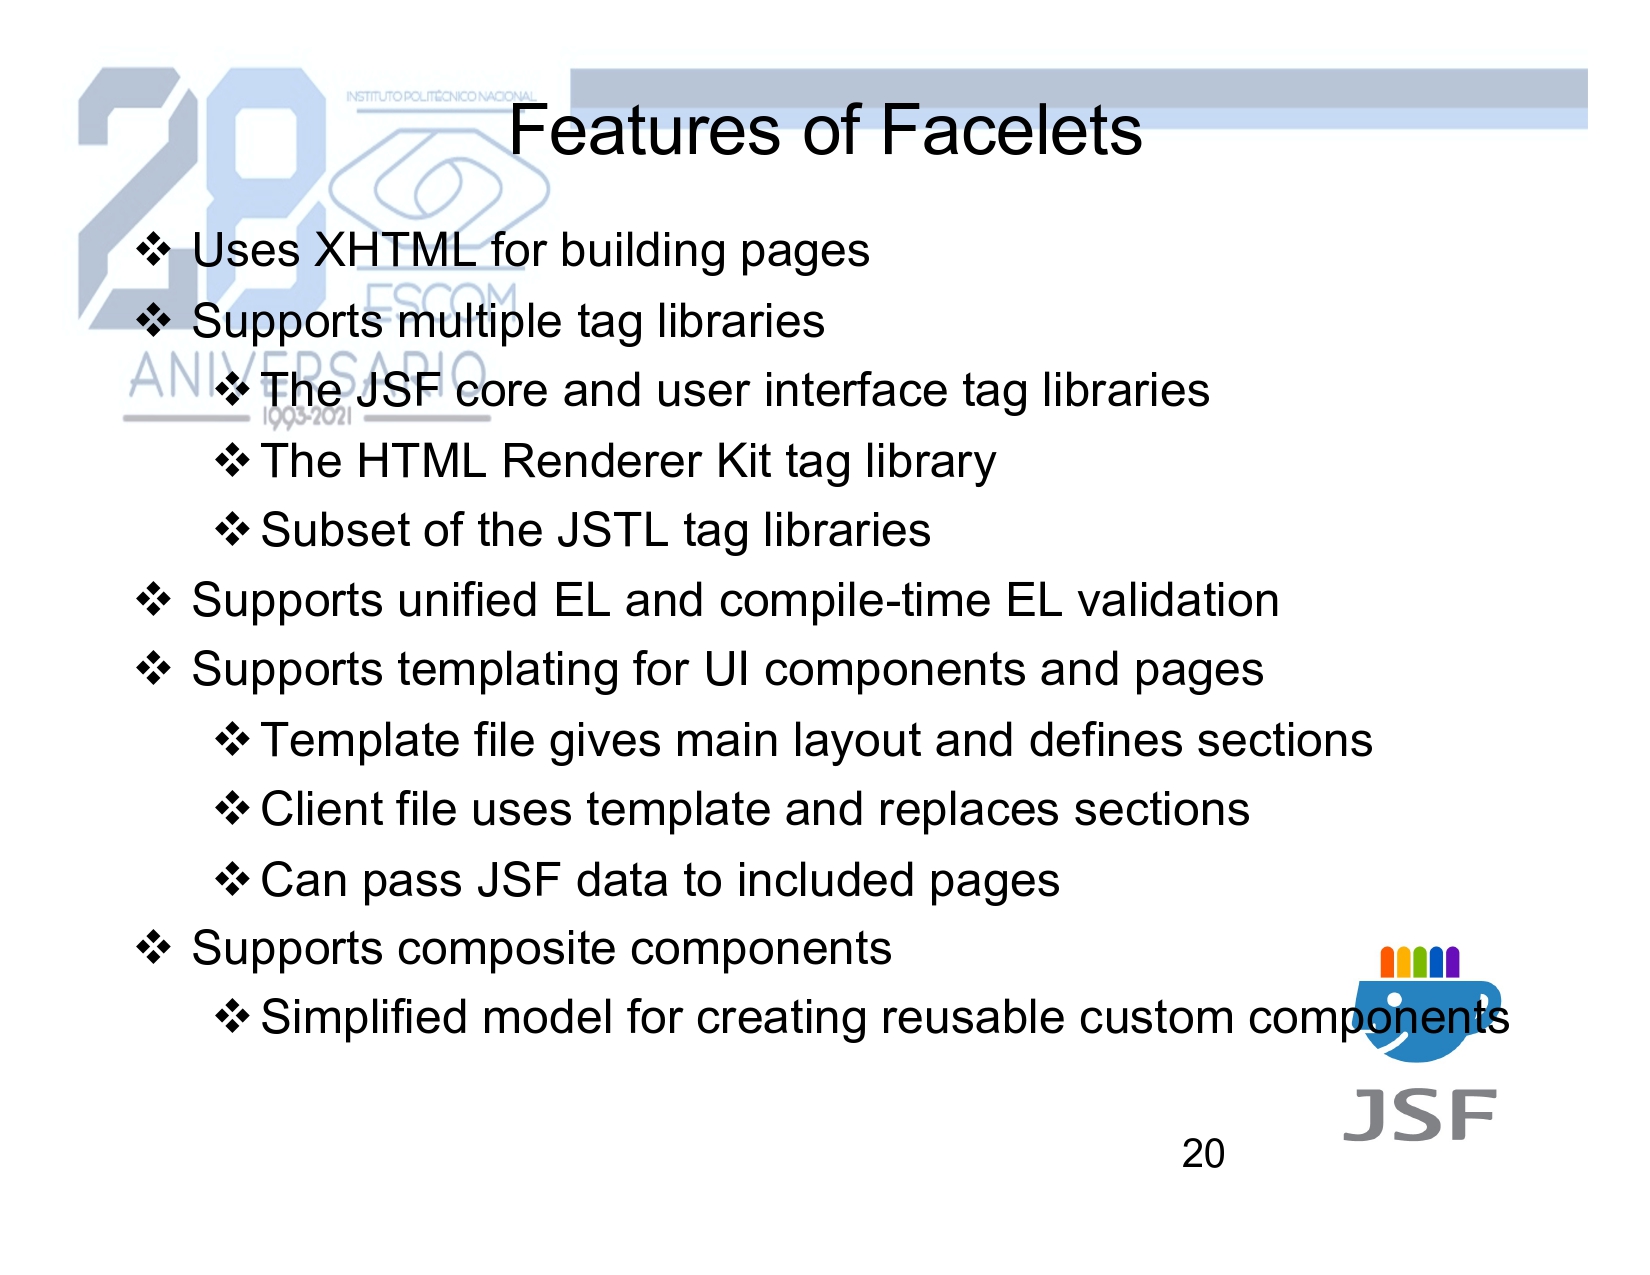 28
INSTITUTO POLITÉCNICO NACIONAL
Features of Facelets
❖ Uses XHTML for building pages
ESCOM
❖ Supports multiple tag libraries
ANIVERSARIO
❖ The JSF core and user interface tag libraries
1993-2021
❖ The HTML Renderer Kit tag library
❖ Subset of the JSTL tag libraries
❖ Supports unified EL and compile-time EL validation
❖ Supports templating for UI components and pages
❖ Template file gives main layout and defines sections
❖ Client file uses template and replaces sections
❖ Can pass JSF data to included pages
❖ Supports composite components
❖ Simplified model for creating reusable custom components
JSF
20